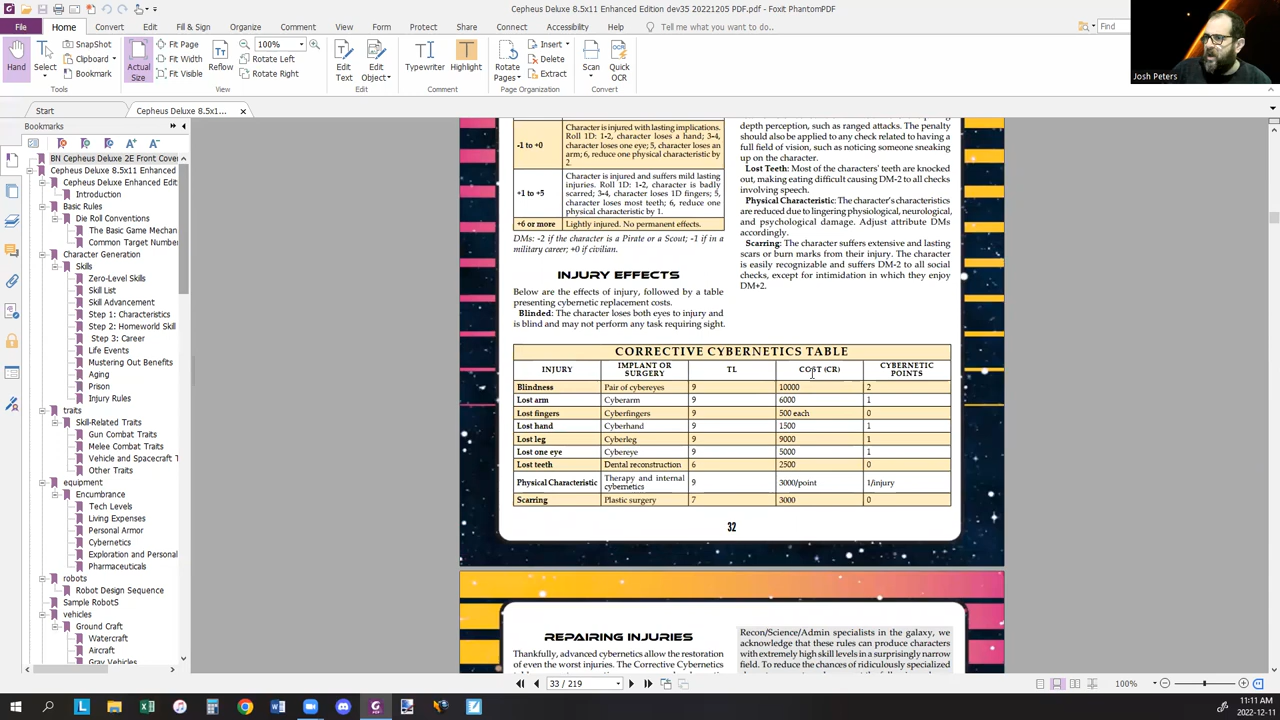 Cepheus Deluxe 8.5x11 Enhanced Edition dev35 20221205 PDF.pdf - Foxit PhantomPDF
File
Home
Convert
Fill & Sign
Organize
Form
Protect
Share
Connect
Accessibility
Help
Tell me what you want to do...
Find
Hand
Select
SnapShot
Clipboard
Bookmark
Tools
Actual Size
Fit Page
Fit Width
Fit Visible
Reflow
100%
Rotate Left
Rotate Right
View
Edit Text
Edit Object
Edit
Typewriter
Highlight
Comment
Rotate Pages
Insert
Delete
Extract
Page Organization
Scan
Quick OCR
Convert
Josh Peters
Start
Cepheus Deluxe 8.5x11...
Bookmarks
BN Cepheus Deluxe 2E Front Cover
Cepheus Deluxe Enhanced Edit
Introduction
Basic Rules
Die Roll Conventions
The Basic Game Mechan
Common Target Number
Character Generation
Skills
Zero-Level Skills
Skill List
Skill Advancement
Step 1: Characteristics
Step 2: Homeworld Skill
Step 3: Career
Life Events
Mustering Out Benefits
Aging
Prison
Injury Rules
traits
Skill-Related Traits
Gun Combat Traits
Melee Combat Traits
Vehicle and Spacecraft T
Other Traits
equipment
Encumbrance
Tech Levels
Living Expenses
Personal Armor
Cybernetics
Exploration and Personal
Pharmaceuticals
robots
Robot Design Sequence
Sample RobotS
vehicles
Ground Craft
Watercraft
Aircraft
Grav Vehicles
-1 to +0
Character is injured with lasting implications.
Roll 1D: 1-2, character loses a hand; 3-4,
character loses one eye; 5, character loses an
arm; 6, reduce one physical characteristic by
2.
+1 to +5
Character is injured and suffers mild lasting
injuries. Roll 1D: 1-2, character is badly
scarred; 3-4, character loses 1D fingers; 5,
character loses most teeth; 6, reduce one
physical characteristic by 1.
+6 or more
Lightly injured. No permanent effects.
DMs: -2 if the character is a Pirate or a Scout; -1 if in a
military career; +0 if civilian.
INJURY EFFECTS
Below are the effects of injury, followed by a table
presenting cybernetic replacement costs.
Blinded: The character loses both eyes to injury and
is blind and may not perform any task requiring sight.
depth perception, such as ranged attacks. The penalty
should also be applied to any check related to having a
full field of vision, such as noticing someone sneaking
up on the character.
Lost Teeth: Most of the characters' teeth are knocked
out, making eating difficult causing DM-2 to all checks
involving speech.
Physical Characteristic: The character's characteristics
are reduced due to lingering physiological, neurological,
and psychological damage. Adjust attribute DMs
accordingly.
Scarring: The character suffers extensive and lasting
scars or burn marks from their injury. The character
is easily recognizable and suffers DM-2 to all social
checks, except for intimidation in which they enjoy
DM+2.
CORRECTIVE CYBERNETICS TABLE
INJURY IMPLANT OR SURGERY TL COST (CR) CYBERNETIC POINTS
Blindness Pair of cybereyes 9 10000 2
Lost arm Cyberarm 9 6000 1
Lost fingers Cyberfingers 9 500 each 0
Lost hand Cyberhand 9 1500 1
Lost leg Cyberleg 9 9000 1
Lost one eye Cybereye 9 5000 1
Lost teeth Dental reconstruction 6 2500 0
Physical Characteristic Therapy and internal cybernetics 9 3000/point 1/injury
Scarring Plastic surgery 7 3000 0
32
REPAIRING INJURIES
Thankfully, advanced cybernetics allow the restoration
of even the worst injuries. The Corrective Cybernetics
Recon/Science/Admin specialists in the galaxy, we
acknowledge that these rules can produce characters
with extremely high skill levels in a surprisingly narrow
field. To reduce the chances of ridiculously specialized
33 / 219
100%
11:11 AM
2022-12-11